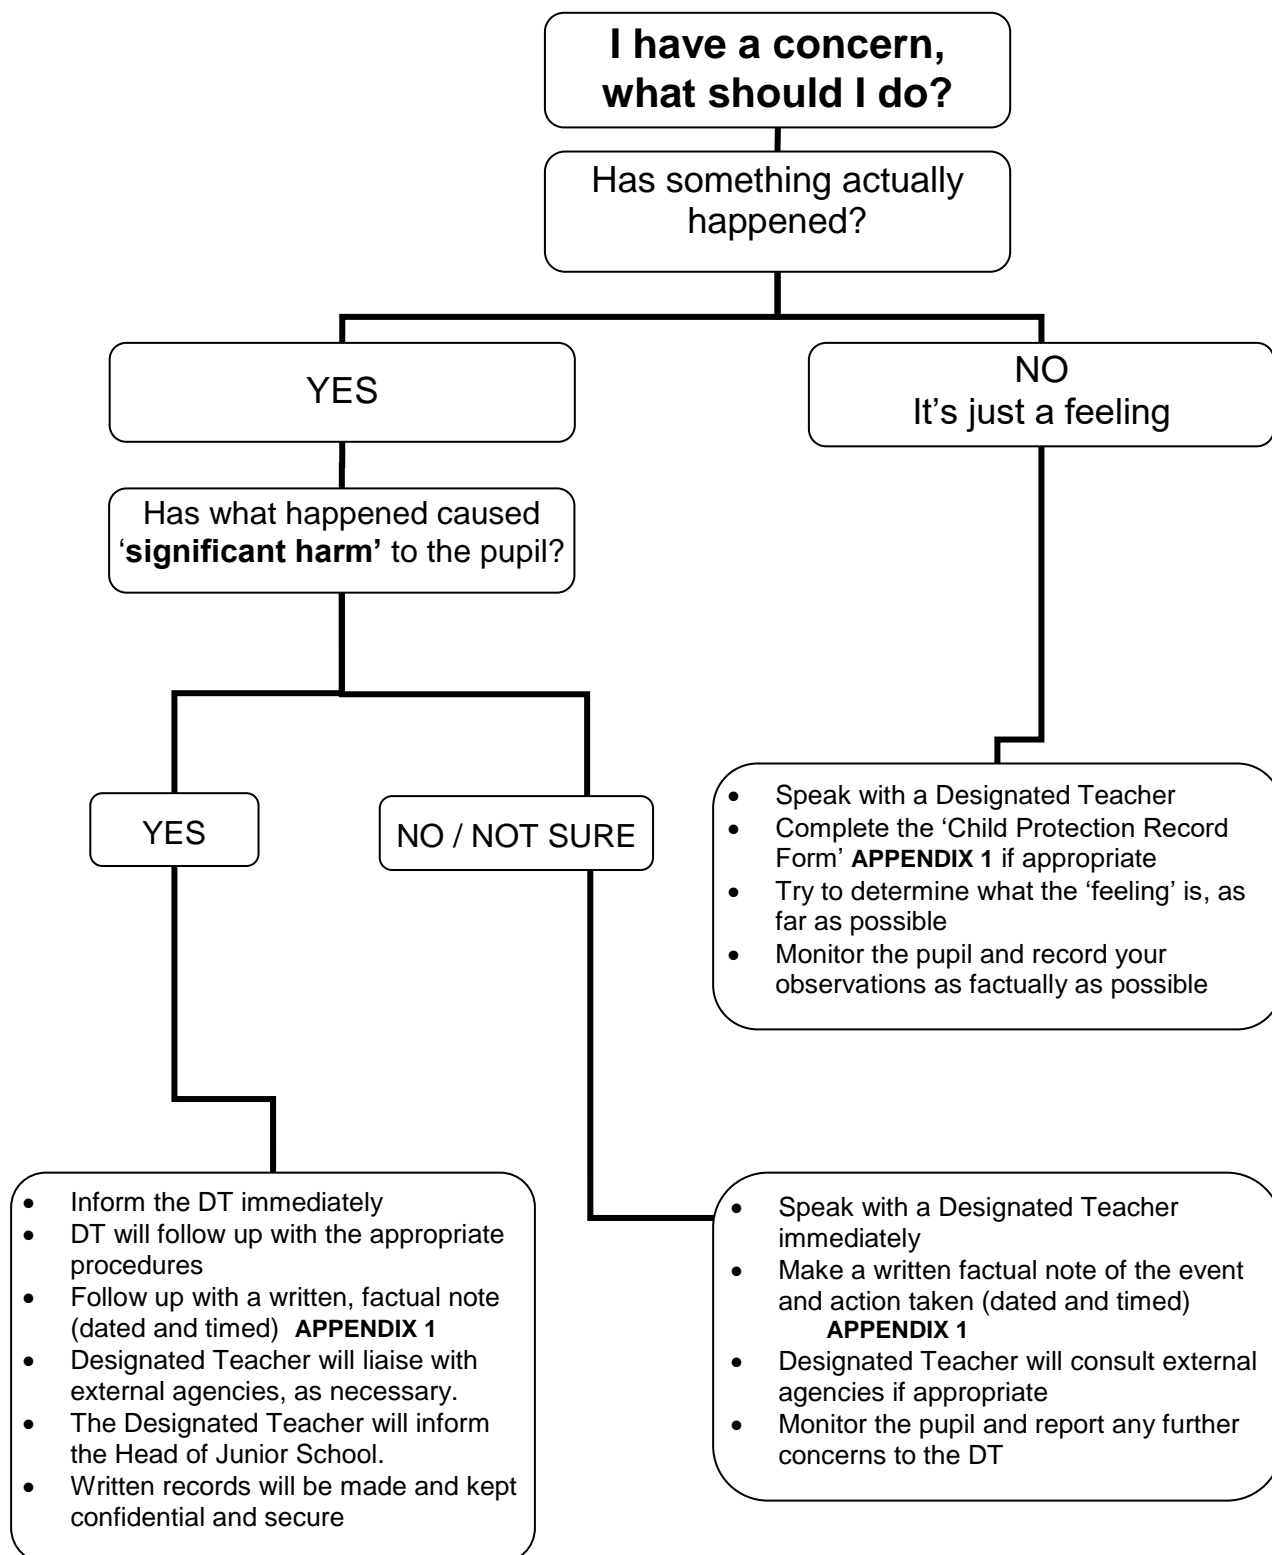 I have a concern,
what should I do?
Has something actually
happened?
YES
NO
It’s just a feeling
Has what happened caused
‘significant harm’ to the pupil?
YES
NO / NOT SURE
• Speak with a Designated Teacher
• Complete the ‘Child Protection Record
Form’ APPENDIX 1 if appropriate
• Try to determine what the ‘feeling’ is, as
far as possible
• Monitor the pupil and record your
observations as factually as possible
• Inform the DT immediately
• DT will follow up with the appropriate
procedures
• Follow up with a written, factual note
(dated and timed) APPENDIX 1
• Designated Teacher will liaise with
external agencies, as necessary.
• The Designated Teacher will inform
the Head of Junior School.
• Written records will be made and kept
confidential and secure
• Speak with a Designated Teacher
immediately
• Make a written factual note of the event
and action taken (dated and timed)
APPENDIX 1
• Designated Teacher will consult external
agencies if appropriate
• Monitor the pupil and report any further
concerns to the DT